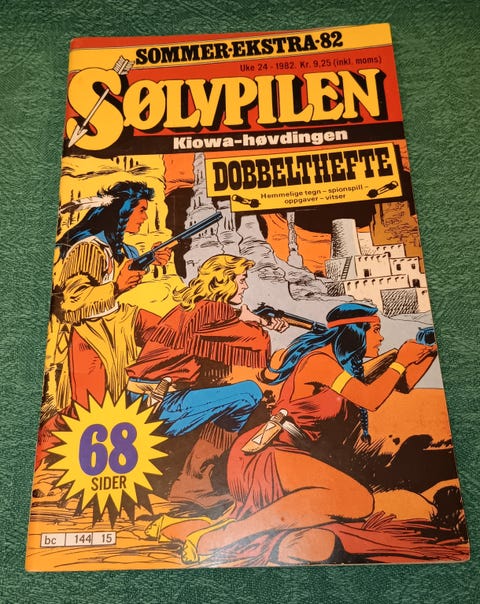 SOMMER-EKSTRA-82
Uke 24 - 1982. Kr. 9,25 (inkl. moms)
SØLVPILEN
Kiowa-høvdingen
DOBBELTHEFTE
Hemmelige tegn – spionspill –
oppgaver – vitser
68
SIDER
bc 144 15